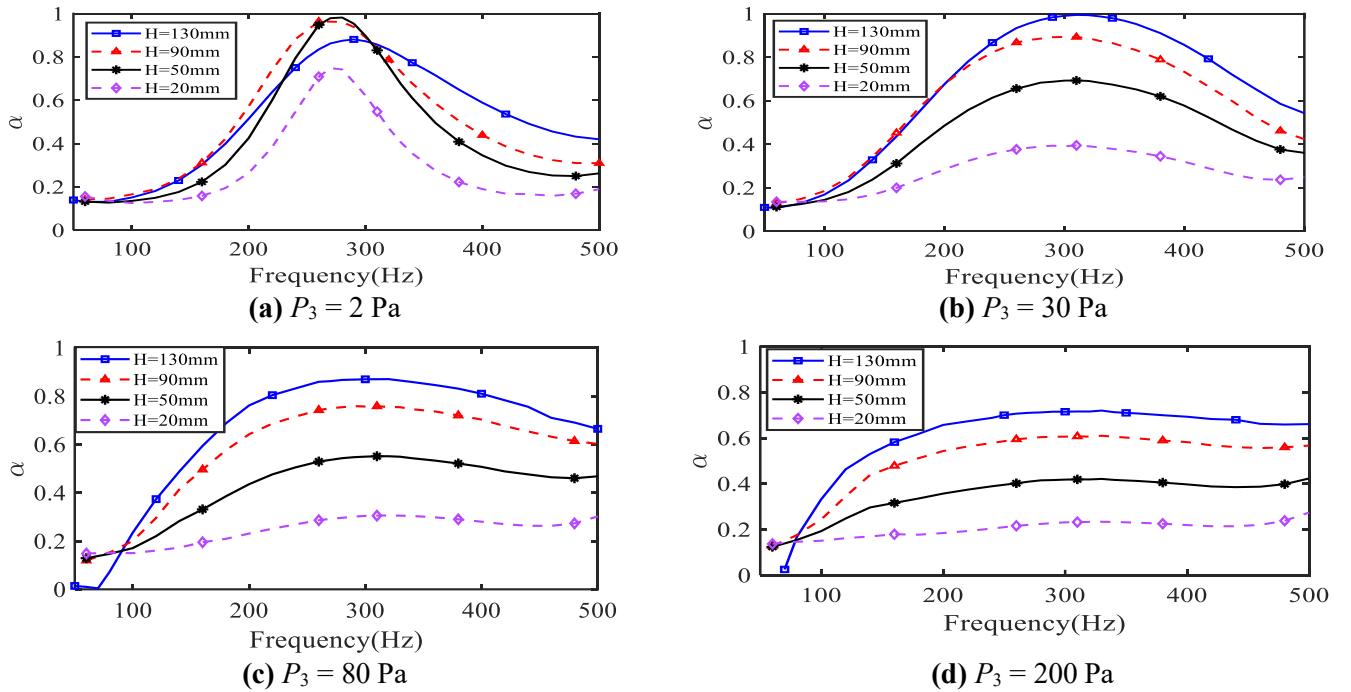 1
0.8
0.6
0.4
0.2
0
α
H=130mm
H=90mm
H=50mm
H=20mm
100 200 300 400 500
Frequency(Hz)
(a) P3 = 2 Pa
1
0.8
0.6
0.4
0.2
0
α
H=130mm
H=90mm
H=50mm
H=20mm
100 200 300 400 500
Frequency(Hz)
(b) P3 = 30 Pa
1
0.8
0.6
0.4
0.2
0
α
H=130mm
H=90mm
H=50mm
H=20mm
100 200 300 400 500
Frequency(Hz)
(c) P3 = 80 Pa
1
0.8
0.6
0.4
0.2
0
α
H=130mm
H=90mm
H=50mm
H=20mm
100 200 300 400 500
Frequency(Hz)
(d) P3 = 200 Pa